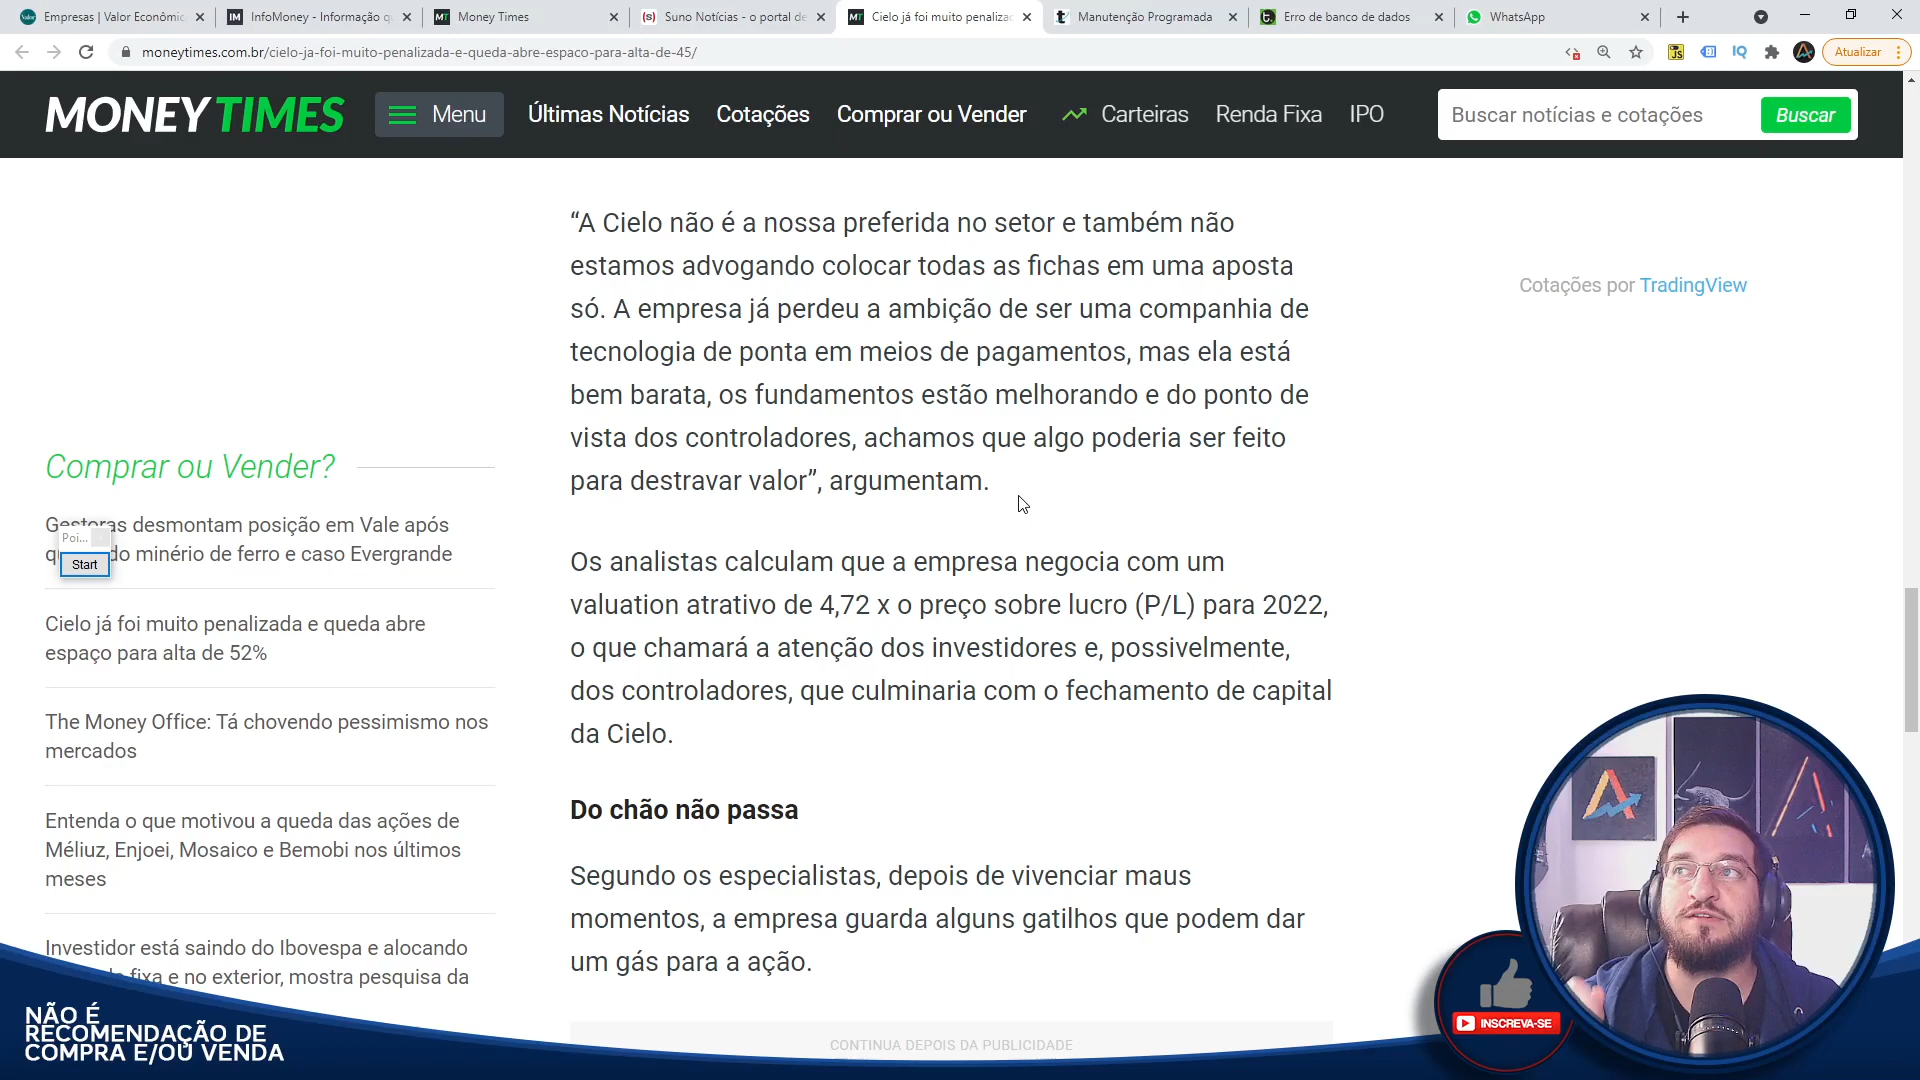 Empresas | Valor Econômic
InfoMoney - Informação q
Money Times
Suno Notícias - o portal de
Cielo já foi muito penalizad
Manutenção Programada
Erro de banco de dados
WhatsApp
moneytimes.com.br/cielo-ja-foi-muito-penalizada-e-queda-abre-espaco-para-alta-de-45/
Atualizar
MONEY TIMES
Menu
Últimas Notícias
Cotações
Comprar ou Vender
Carteiras
Renda Fixa
IPO
Buscar notícias e cotações
Buscar
“A Cielo não é a nossa preferida no setor e também não
estamos advogando colocar todas as fichas em uma aposta
só. A empresa já perdeu a ambição de ser uma companhia de
tecnologia de ponta em meios de pagamentos, mas ela está
bem barata, os fundamentos estão melhorando e do ponto de
vista dos controladores, achamos que algo poderia ser feito
para destravar valor”, argumentam.
Os analistas calculam que a empresa negocia com um
valuation atrativo de 4,72 x o preço sobre lucro (P/L) para 2022,
o que chamará a atenção dos investidores e, possivelmente,
dos controladores, que culminaria com o fechamento de capital
da Cielo.
Do chão não passa
Segundo os especialistas, depois de vivenciar maus
momentos, a empresa guarda alguns gatilhos que podem dar
um gás para a ação.
CONTINUA DEPOIS DA PUBLICIDADE
Cotações por TradingView
Comprar ou Vender?
Gestoras desmontam posição em Vale após
do minério de ferro e caso Evergrande
Poi...
Start
Cielo já foi muito penalizada e queda abre
espaço para alta de 52%
The Money Office: Tá chovendo pessimismo nos
mercados
Entenda o que motivou a queda das ações de
Méliuz, Enjoei, Mosaico e Bemobi nos últimos
meses
Investidor está saindo do Ibovespa e alocando
fixa e no exterior, mostra pesquisa da
NÃO É
RECOMENDAÇÃO DE
COMPRA E/OU VENDA
INSCREVA-SE